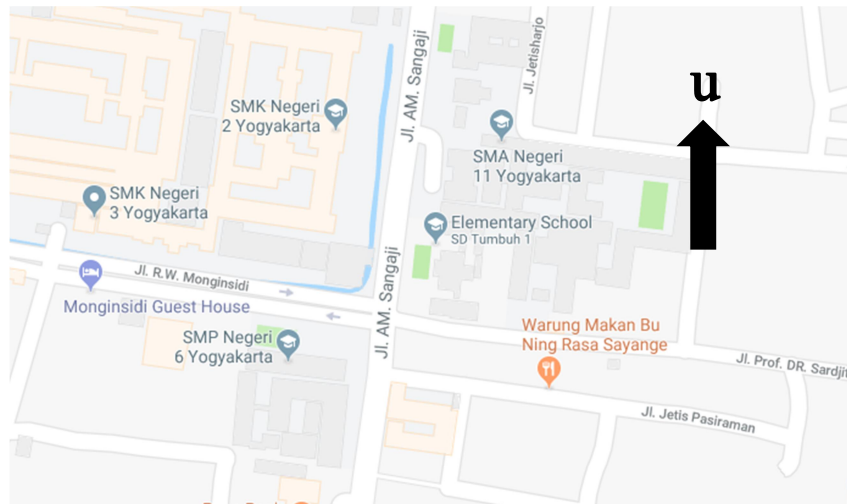 Jl. AM. Sangaji
Jl. Jetisharjo
u
SMK Negeri
2 Yogyakarta
SMA Negeri
11 Yogyakarta
SMK Negeri
3 Yogyakarta
Elementary School
SD Tumbuh 1
Jl. R.W. Monginsidi
Monginsidi Guest House
Jl. AM. Sangaji
SMP Negeri
6 Yogyakarta
Warung Makan Bu
Ning Rasa Sayange
Jl. Prof. DR. Sardjit
Jl. Jetis Pasiraman